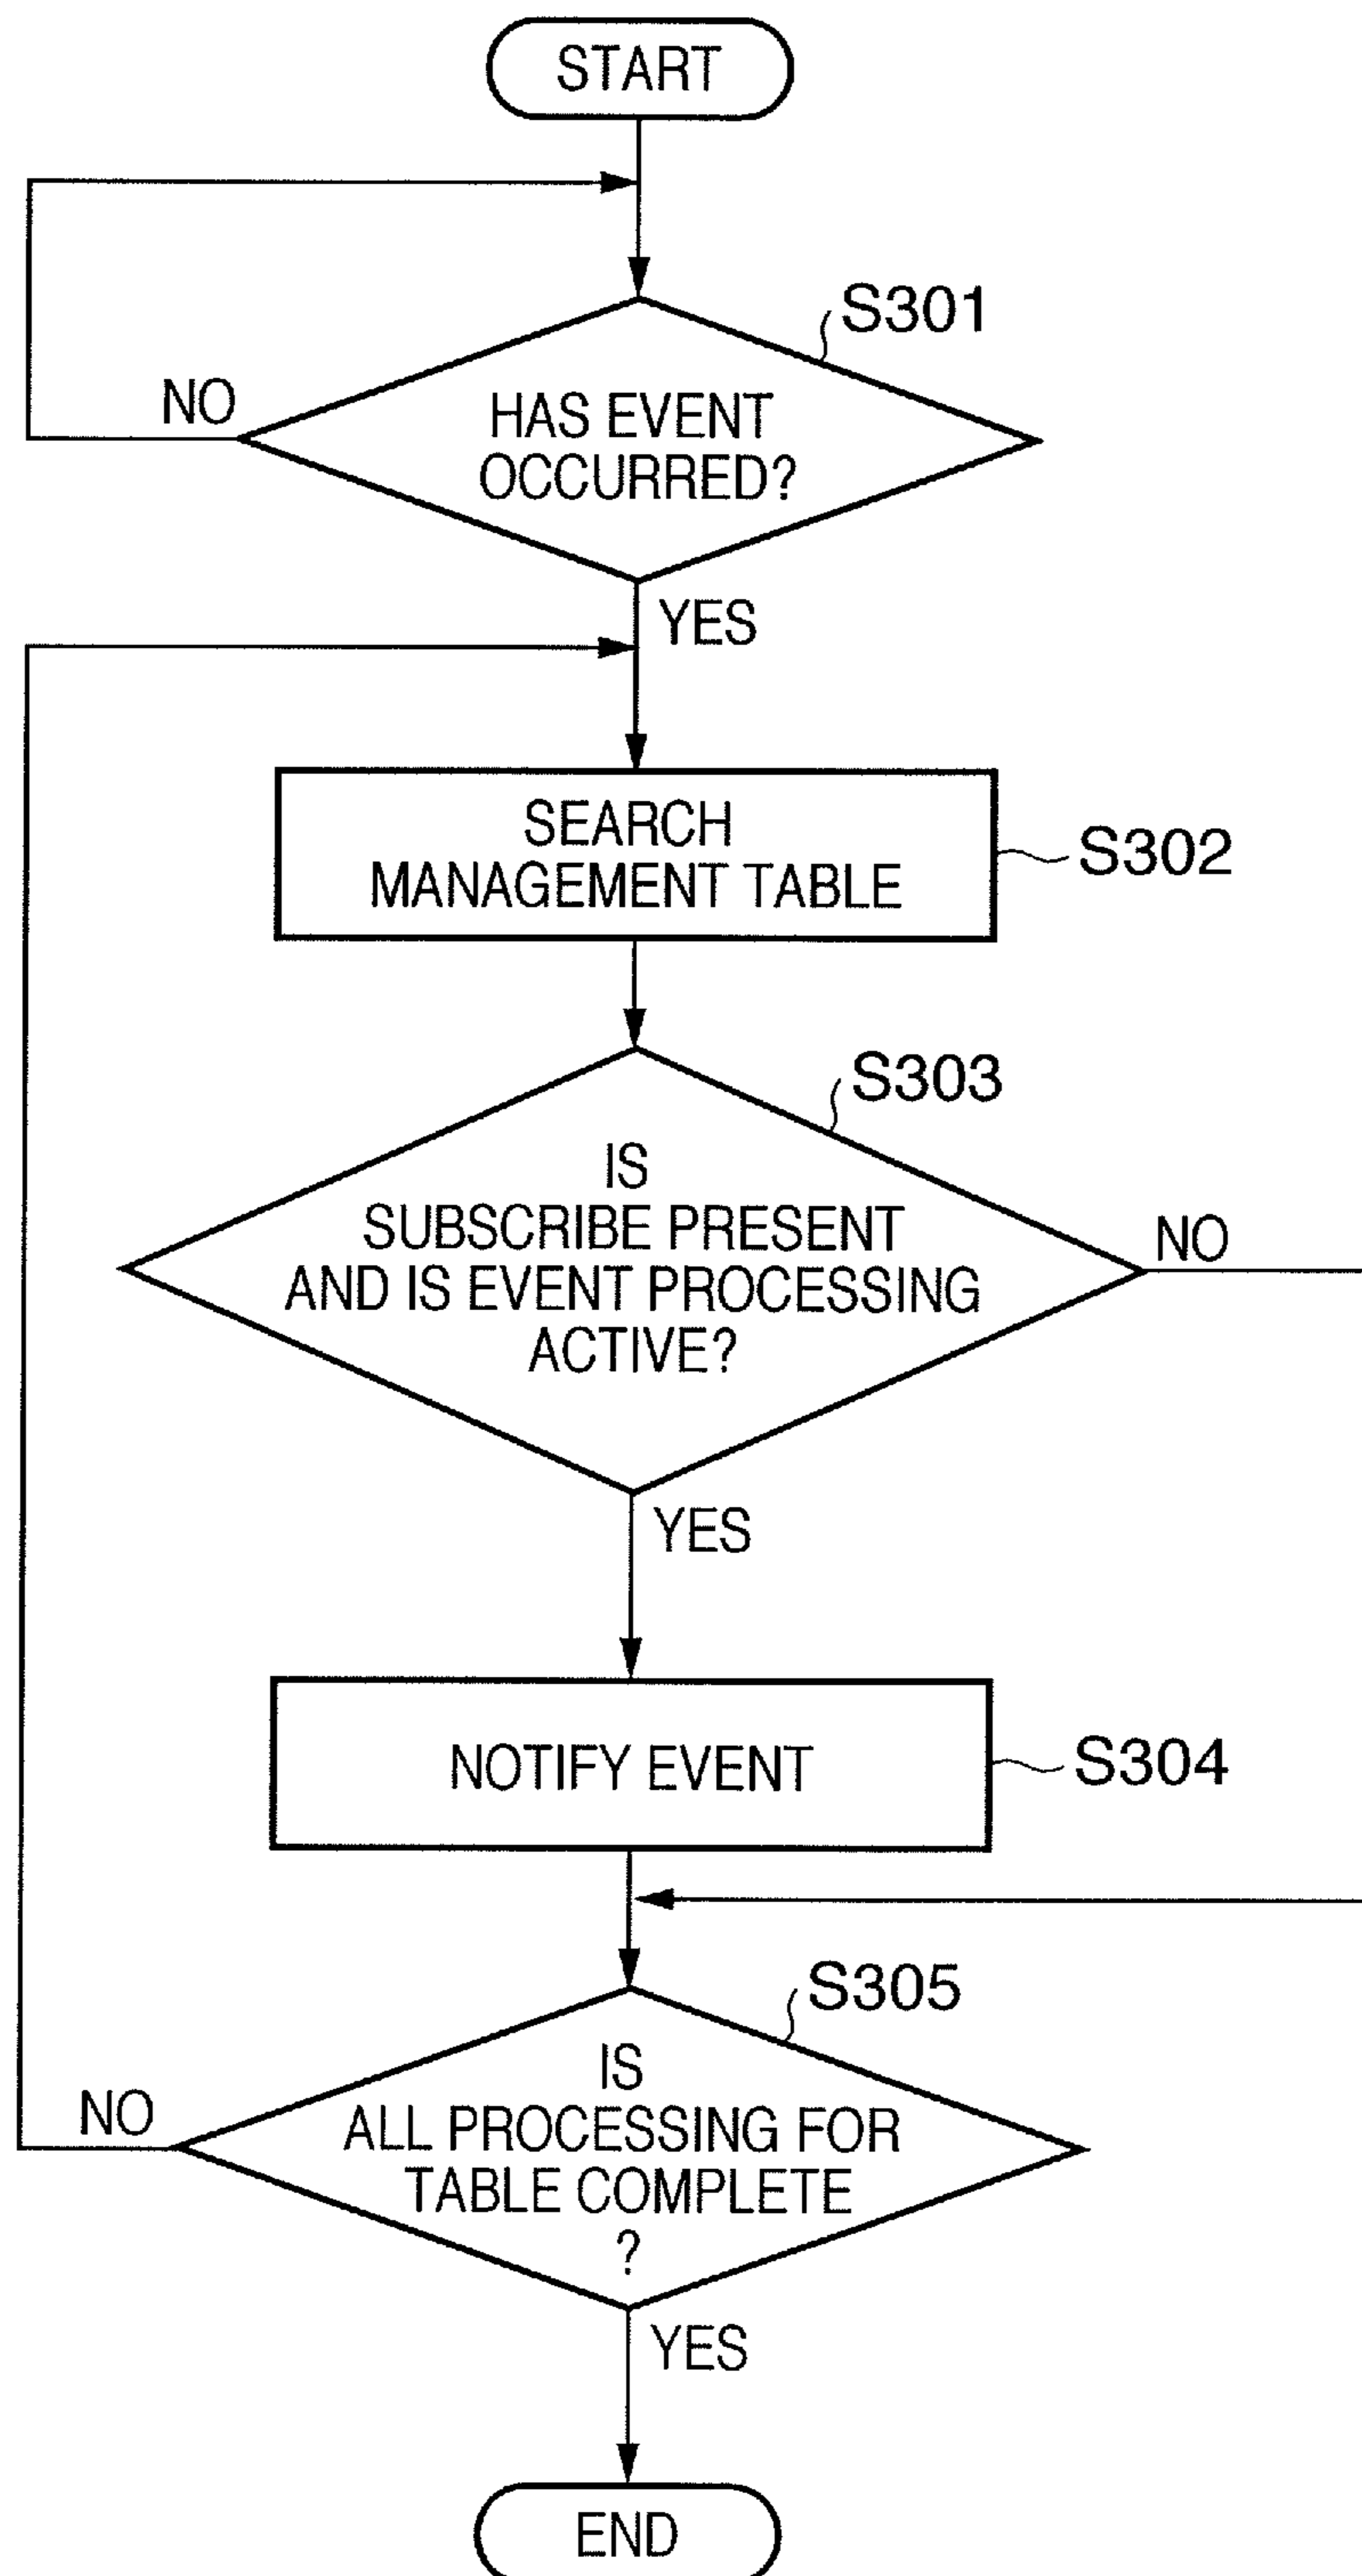 START
S301
NO
HAS EVENT
OCCURRED?
YES
SEARCH
MANAGEMENT TABLE
S302
S303
IS
SUBSCRIBE PRESENT
AND IS EVENT PROCESSING
ACTIVE?
NO
YES
NOTIFY EVENT
S304
S305
IS
ALL PROCESSING FOR
TABLE COMPLETE
?
NO
YES
END